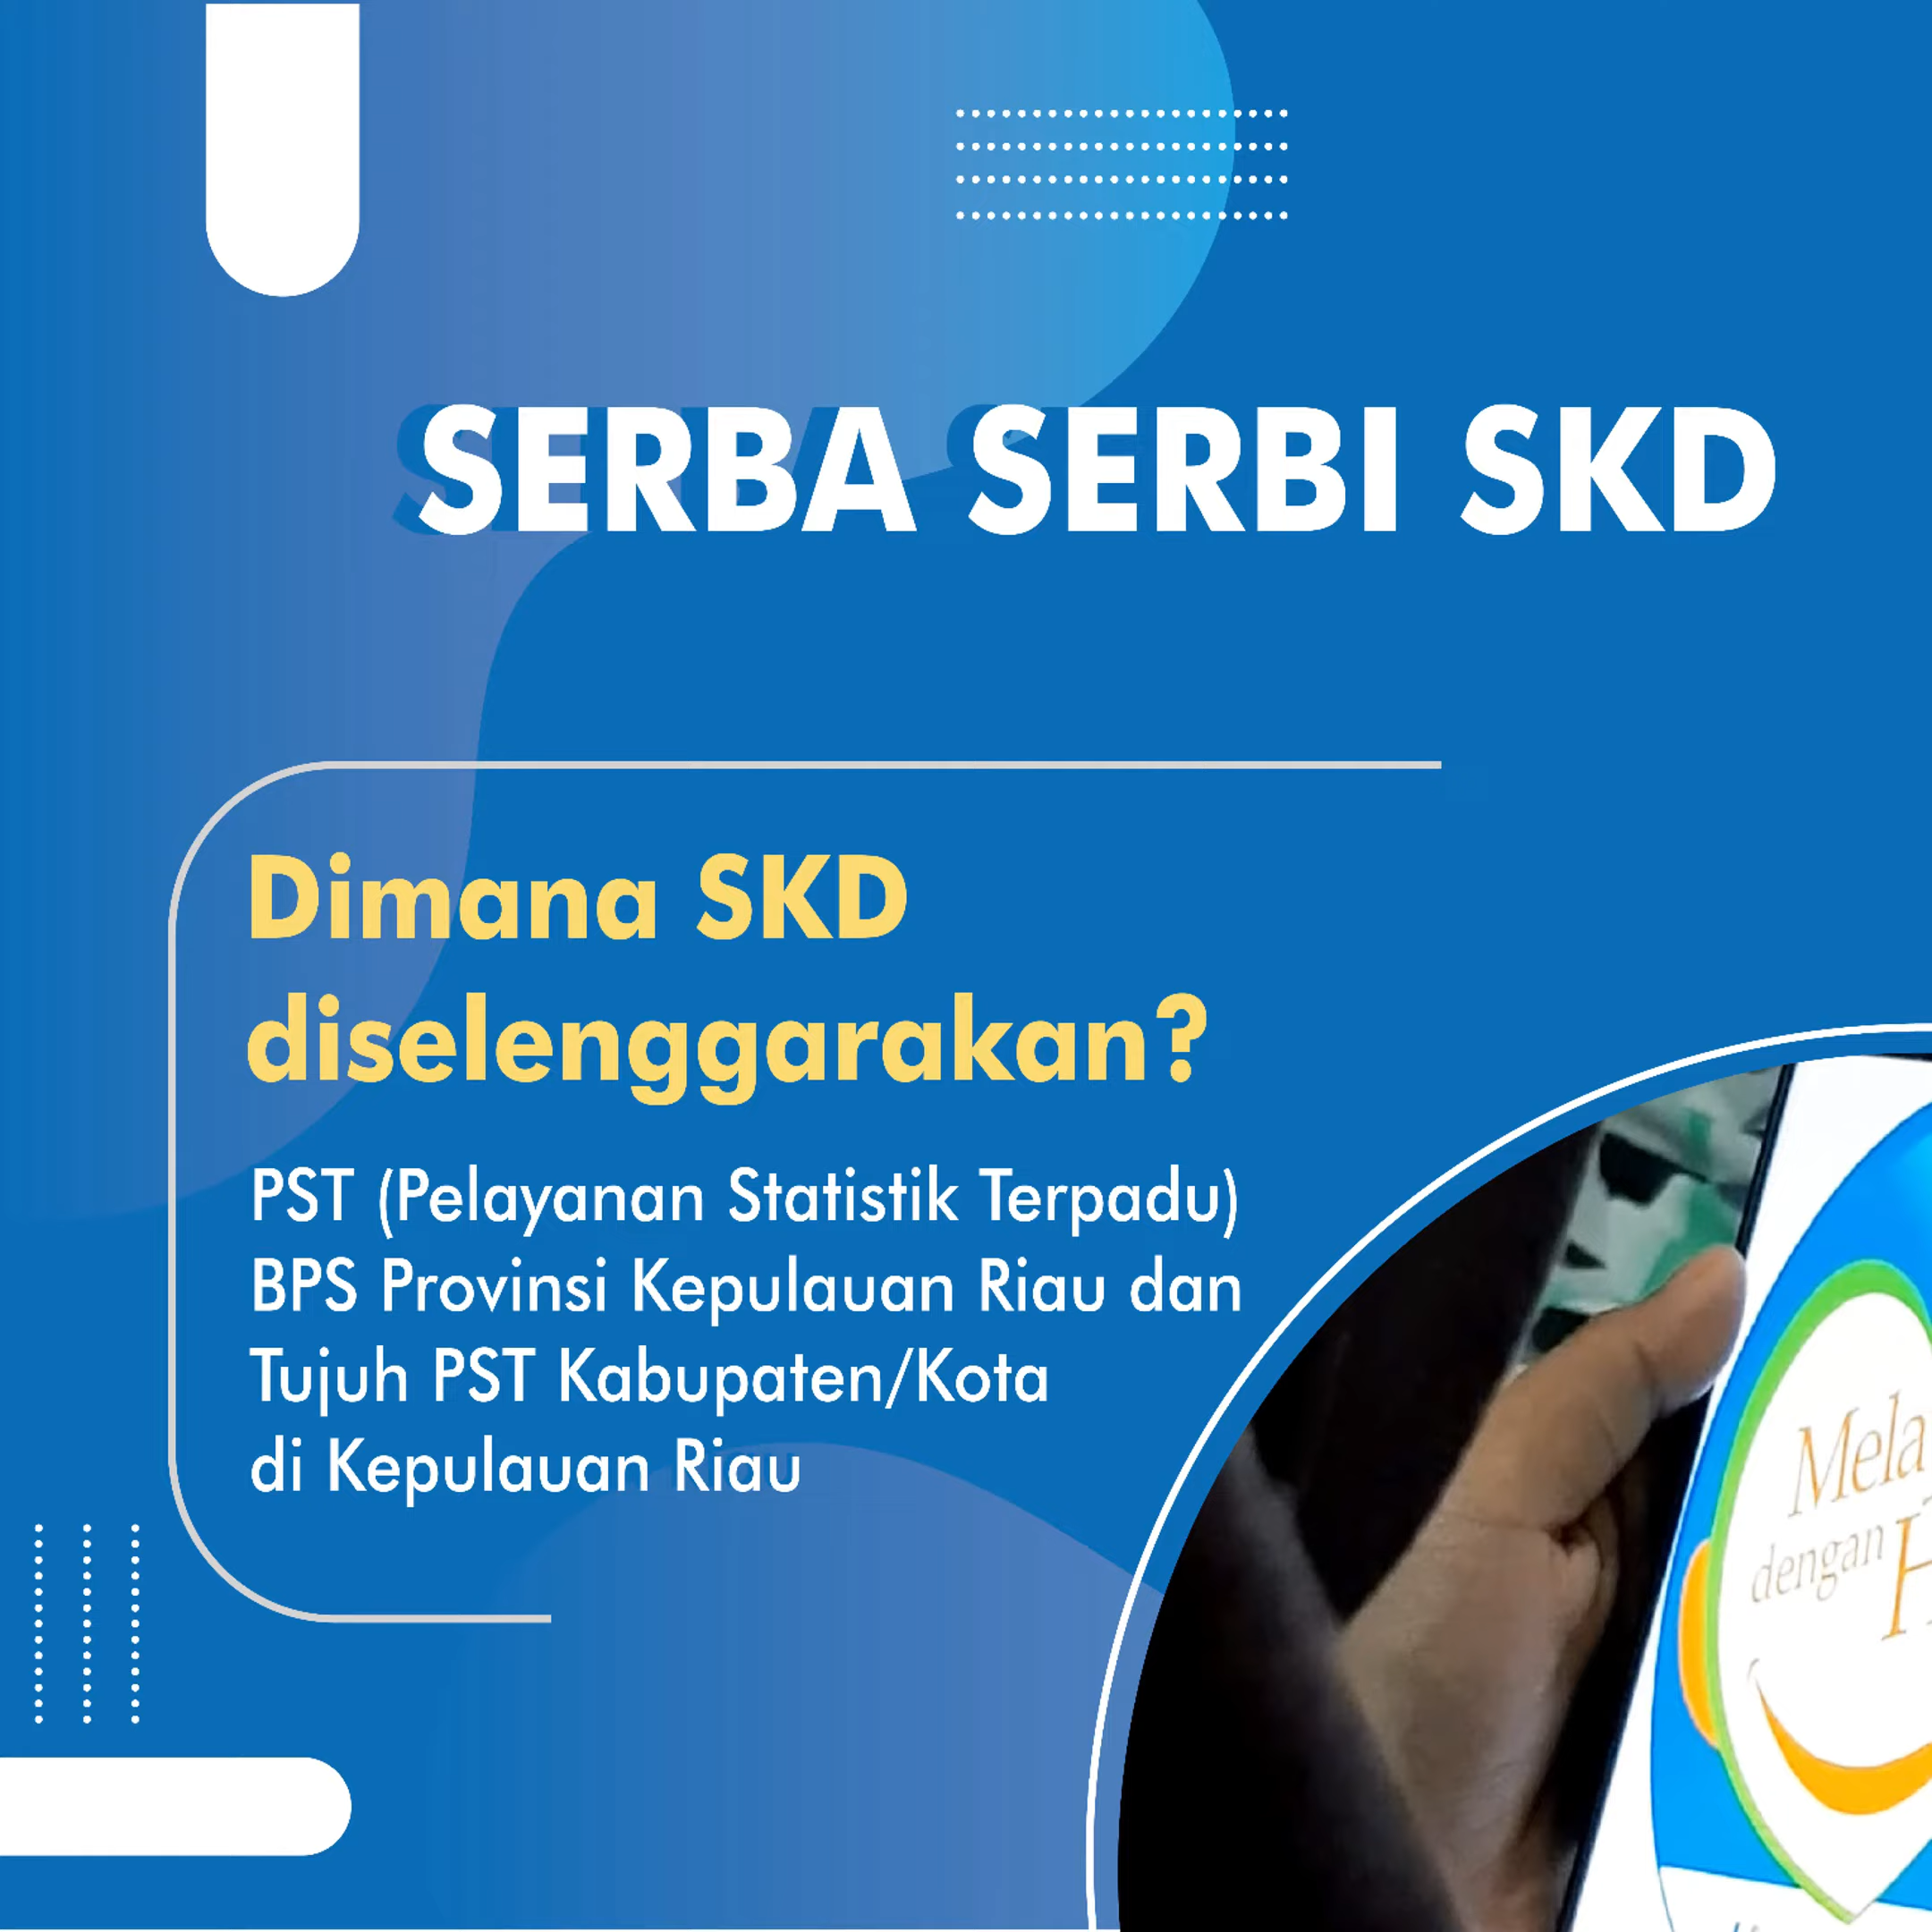 SERBA SERBI SKD
Dimana SKD
diselenggarakan?
PST (Pelayanan Statistik Terpadu)
BPS Provinsi Kepulauan Riau dan
Tujuh PST Kabupaten/Kota
di Kepulauan Riau
dengan